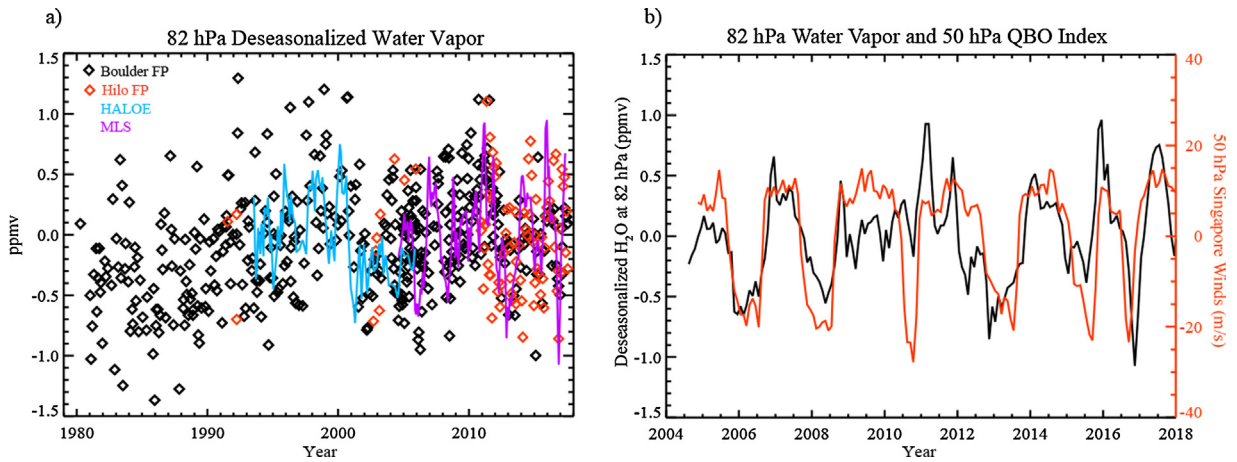 a)
82 hPa Deseasonalized Water Vapor
1.5
1.0
0.5
0.0
-0.5
-1.0
-1.5
ppmv
Boulder FP
Hilo FP
HALOE
MLS
1980
1990
2000
2010
Year
b)
82 hPa Water Vapor and 50 hPa QBO Index
1.5
1.0
0.5
0.0
-0.5
-1.0
-1.5
Deseasonalized H₂O at 82 hPa (ppmv)
40
20
0
-20
-40
50 hPa Singapore Winds (m/s)
2004
2006
2008
2010
2012
2014
2016
2018
Year